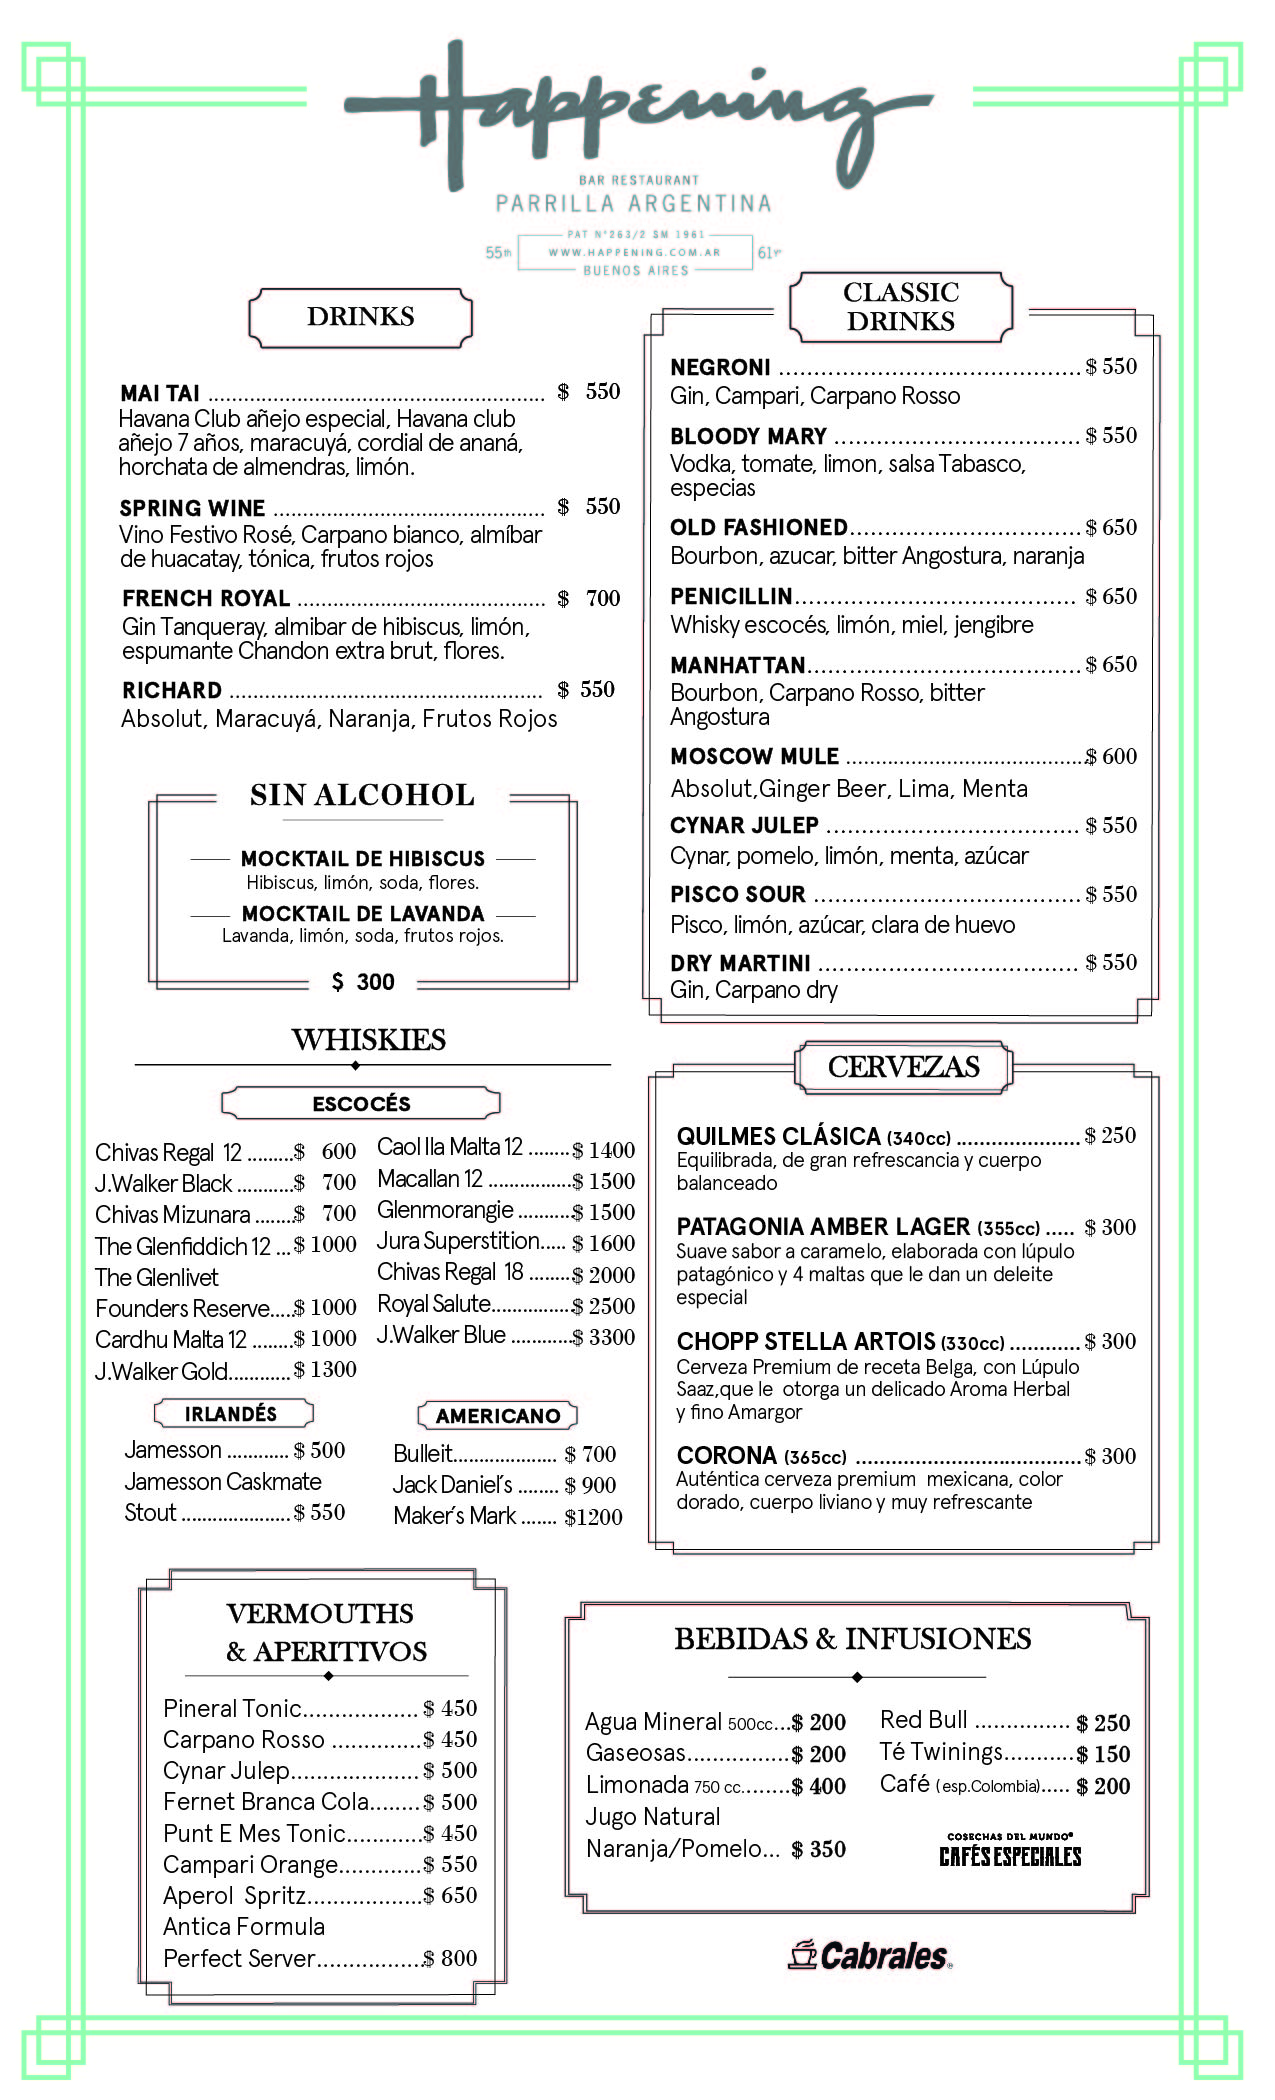 Happening
BAR RESTAURANT
PARRILLA ARGENTINA
PAT N°263/2 SM 1961
55th WWW.HAPPENING.COM.AR 61st
BUENOS AIRES
DRINKS
MAI TAI ................................................ $ 550
Havana Club añejo especial, Havana club
añejo 7 años, maracuyá, cordial de ananá,
horchata de almendras, limón.
SPRING WINE ....................................... $ 550
Vino Festivo Rosé, Carpano bianco, almíbar
de huacatay, tónica, frutos rojos
FRENCH ROYAL .................................... $ 700
Gin Tanqueray, almibar de hibiscus, limón,
espumante Chandon extra brut, flores.
RICHARD ............................................. $ 550
Absolut, Maracuyá, Naranja, Frutos Rojos
SIN ALCOHOL
MOCKTAIL DE HIBISCUS
Hibiscus, limón, soda, flores.
MOCKTAIL DE LAVANDA
Lavanda, limón, soda, frutos rojos.
$ 300
CLASSIC
DRINKS
NEGRONI .......................................... $ 550
Gin, Campari, Carpano Rosso
BLOODY MARY .................................. $ 550
Vodka, tomate, limon, salsa Tabasco,
especias
OLD FASHIONED................................ $ 650
Bourbon, azucar, bitter Angostura, naranja
PENICILLIN....................................... $ 650
Whisky escocés, limón, miel, jengibre
MANHATTAN...................................... $ 650
Bourbon, Carpano Rosso, bitter
Angostura
MOSCOW MULE ........................................$ 600
Absolut,Ginger Beer, Lima, Menta
CYNAR JULEP ................................... $ 550
Cynar, pomelo, limón, menta, azúcar
PISCO SOUR ..................................... $ 550
Pisco, limón, azúcar, clara de huevo
DRY MARTINI .................................... $ 550
Gin, Carpano dry
WHISKIES
ESCOCÉS
Chivas Regal 12 .........$ 600
J.Walker Black ...........$ 700
Chivas Mizunara .......$ 700
The Glenfiddich 12 ...$ 1000
The Glenlivet
Founders Reserve.....$ 1000
Cardhu Malta 12 ........$ 1000
J.Walker Gold............$ 1300
Caol Ila Malta 12 ........$ 1400
Macallan 12 ................$ 1500
Glenmorangie ...........$ 1500
Jura Superstition..... $ 1600
Chivas Regal 18 ........$ 2000
Royal Salute................$ 2500
J.Walker Blue ............$ 3300
IRLANDÉS
Jamesson ............ $ 500
Jamesson Caskmate
Stout .....................$ 550
AMERICANO
Bulleit.................... $ 700
Jack Daniel´s ........ $ 900
Maker´s Mark ....... $1200
CERVEZAS
QUILMES CLÁSICA (340cc) ..................... $ 250
Equilibrada, de gran refrescancia y cuerpo
balanceado
PATAGONIA AMBER LAGER (355cc) ..... $ 300
Suave sabor a caramelo, elaborada con lúpulo
patagónico y 4 maltas que le dan un deleite
especial
CHOPP STELLA ARTOIS (330cc) ............ $ 300
Cerveza Premium de receta Belga, con Lúpulo
Saaz,que le otorga un delicado Aroma Herbal
y fino Amargor
CORONA (365cc) ...................................... $ 300
Auténtica cerveza premium mexicana, color
dorado, cuerpo liviano y muy refrescante
VERMOUTHS
& APERITIVOS
Pineral Tonic.................. $ 450
Carpano Rosso ..............$ 450
Cynar Julep.................... $ 500
Fernet Branca Cola........ $ 500
Punt E Mes Tonic............$ 450
Campari Orange.............$ 550
Aperol Spritz..................$ 650
Antica Formula
Perfect Server.................$ 800
BEBIDAS & INFUSIONES
Agua Mineral 500cc...$ 200
Gaseosas................$ 200
Limonada 750 cc........$ 400
Jugo Natural
Naranja/Pomelo... $ 350
Red Bull ............... $ 250
Té Twinings...........$ 150
Café (esp.Colombia)..... $ 200
COSECHAS DEL MUNDO®
CAFÉS ESPECIALES
Cabrales®